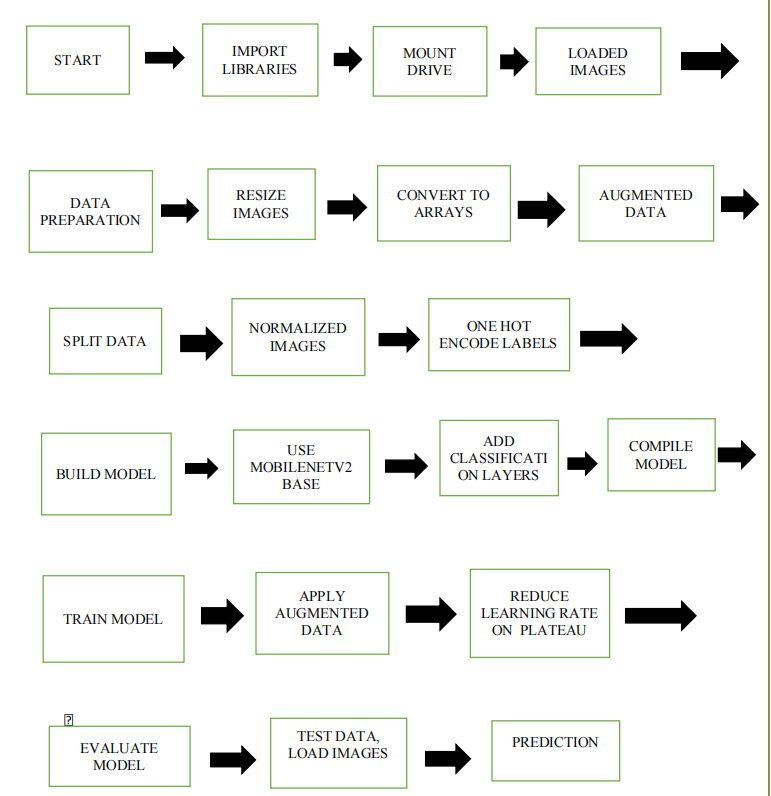 START
IMPORT
LIBRARIES
MOUNT
DRIVE
LOADED
IMAGES
DATA
PREPARATION
RESIZE
IMAGES
CONVERT TO
ARRAYS
AUGMENTED
DATA
SPLIT DATA
NORMALIZED
IMAGES
ONE HOT
ENCODE LABELS
BUILD MODEL
USE
MOBILENETV2
BASE
ADD
CLASSIFICATI
ON LAYERS
COMPILE
MODEL
TRAIN MODEL
APPLY
AUGMENTED
DATA
REDUCE
LEARNING RATE
ON PLATEAU
?
EVALUATE
MODEL
TEST DATA,
LOAD IMAGES
PREDICTION